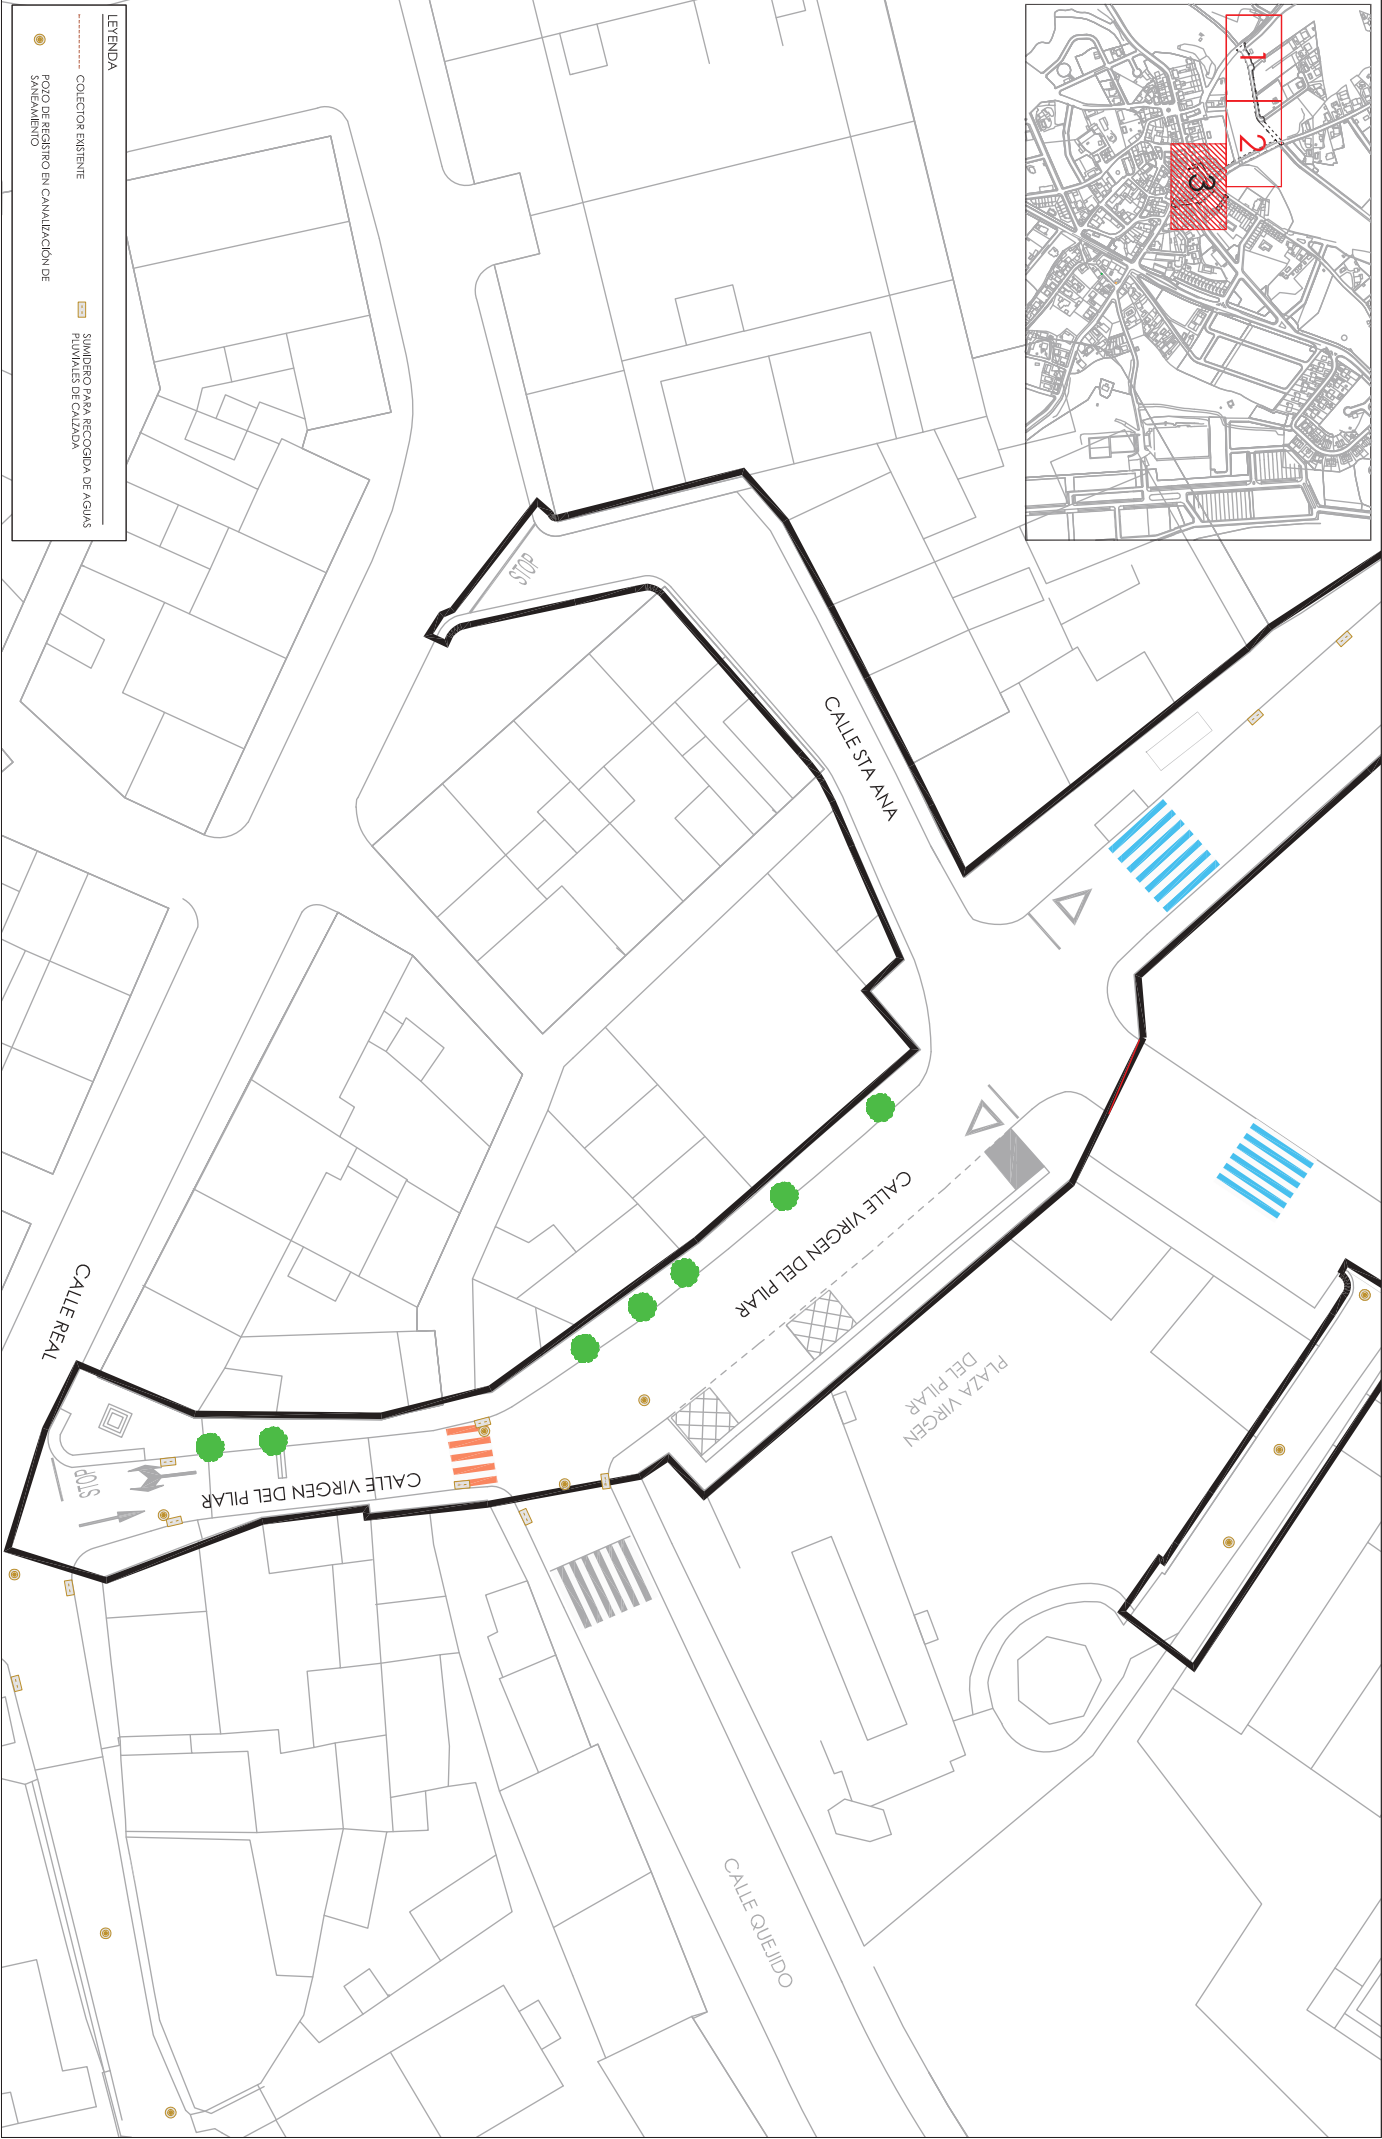 LEYENDA
COLECTOR EXISTENTE
POZO DE REGISTRO EN CANALIZACIÓN DE
SANEAMIENTO
SUMIDERO PARA RECOGIDA DE AGUAS
PLUVIALES DE CALZADA
1
2
3
STOP
CALLE STA ANA
CALLE VIRGEN DEL PILAR
PLAZA VIRGEN
DEL PILAR
CALLE REAL
STOP
CALLE VIRGEN DEL PILAR
CALLE QUEJIDO